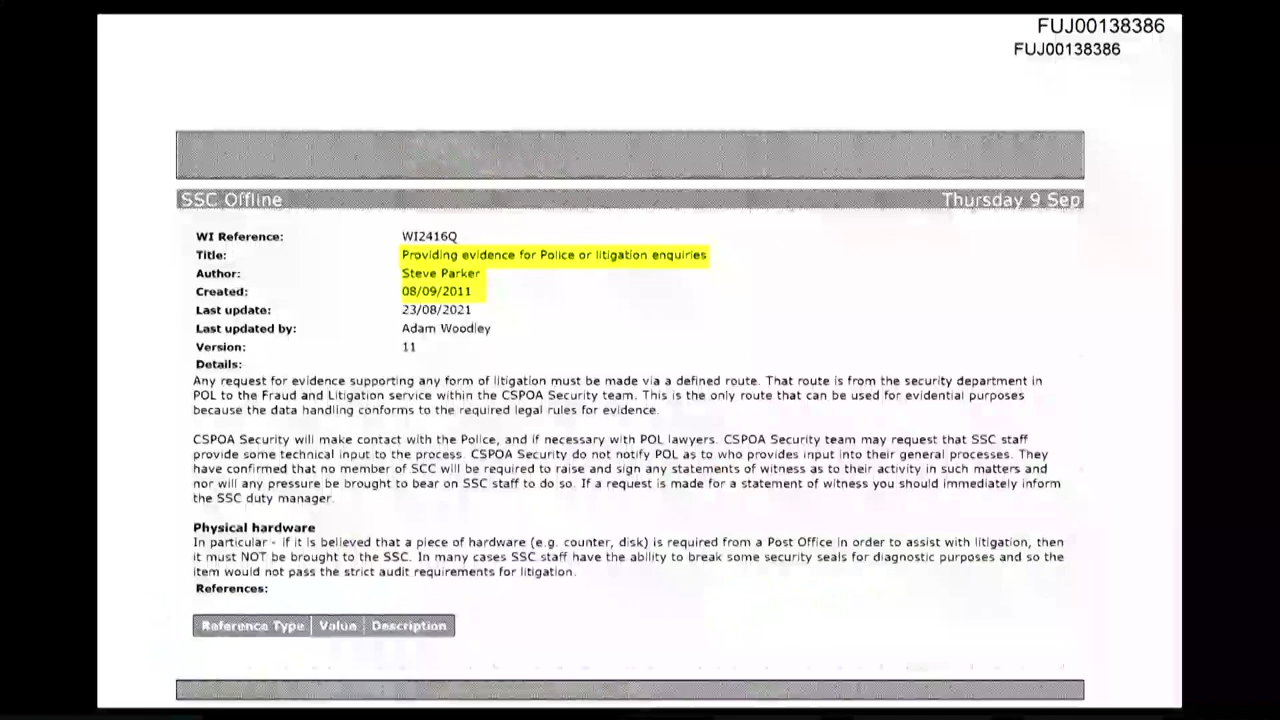 FUJ00138386
FUJ00138386
SSC Offline Thursday 9 Sep
WI Reference: WI2416Q
Title: Providing evidence for Police or litigation enquiries
Author: Steve Parker
Created: 08/09/2011
Last update: 23/08/2021
Last updated by: Adam Woodley
Version: 11
Details:
Any request for evidence supporting any form of litigation must be made via a defined route. That route is from the security department in
POL to the Fraud and Litigation service within the CSPOA Security team. This is the only route that can be used for evidential purposes
because the data handling conforms to the required legal rules for evidence.
CSPOA Security will make contact with the Police, and if necessary with POL lawyers. CSPOA Security team may request that SSC staff
provide some technical input to the process. CSPOA Security do not notify POL as to who provides input into their general processes. They
have confirmed that no member of SCC will be required to raise and sign any statements of witness as to their activity in such matters and
nor will any pressure be brought to bear on SSC staff to do so. If a request is made for a statement of witness you should immediately inform
the SSC duty manager.
Physical hardware
In particular - if it is believed that a piece of hardware (e.g. counter, disk) is required from a Post Office in order to assist with litigation, then
it must NOT be brought to the SSC. In many cases SSC staff have the ability to break some security seals for diagnostic purposes and so the
item would not pass the strict audit requirements for litigation.
References:
Reference Type Value Description